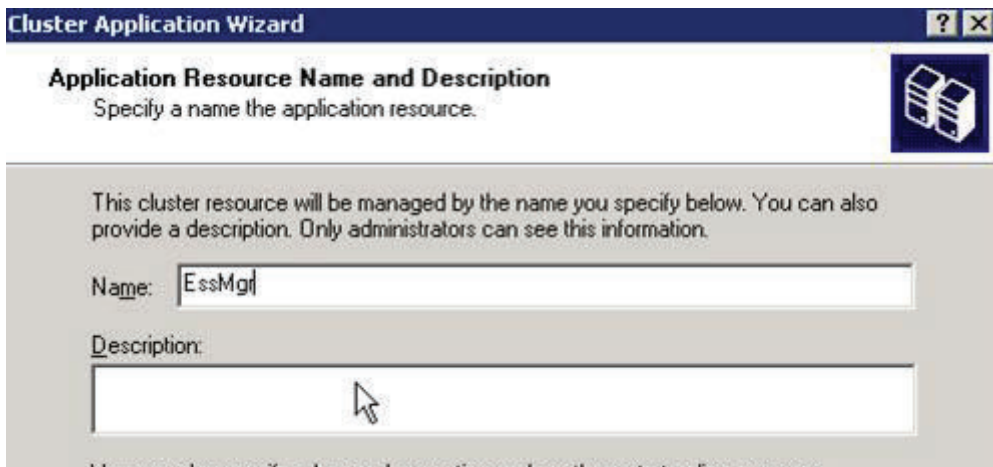 Cluster Application Wizard
? X
Application Resource Name and Description
Specify a name the application resource.
This cluster resource will be managed by the name you specify below. You can also
provide a description. Only administrators can see this information.
Name: EssMgr
Description: